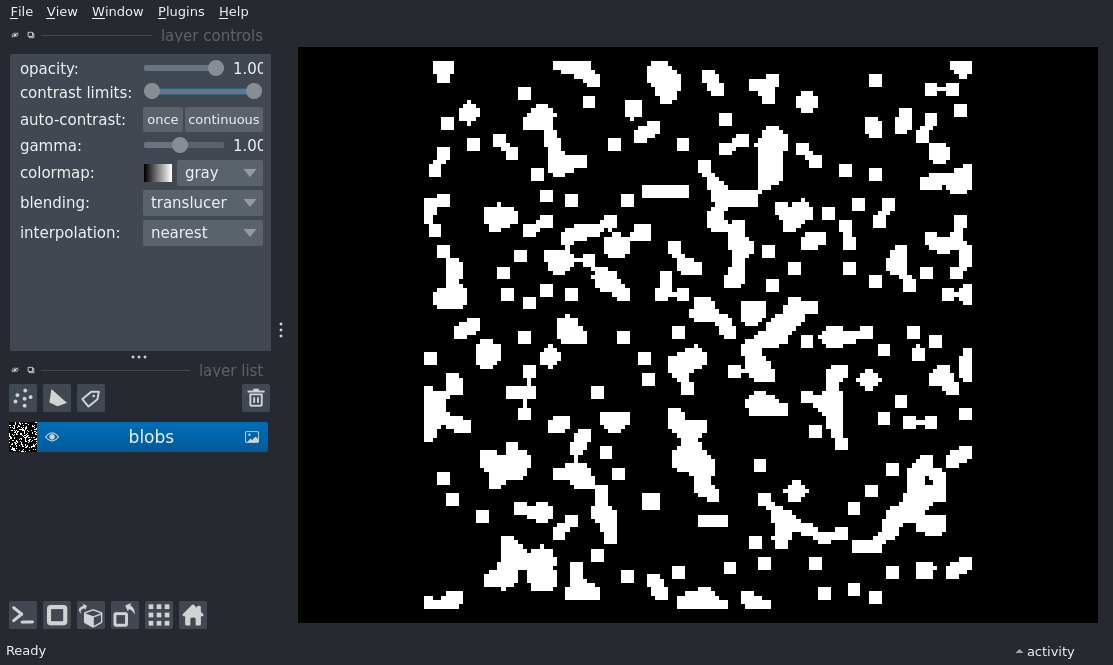 File View Window Plugins Help
layer controls
opacity: 1.00
contrast limits:
auto-contrast: once continuous
gamma: 1.00
colormap: gray
blending: translucer
interpolation: nearest
layer list
blobs
Ready
activity